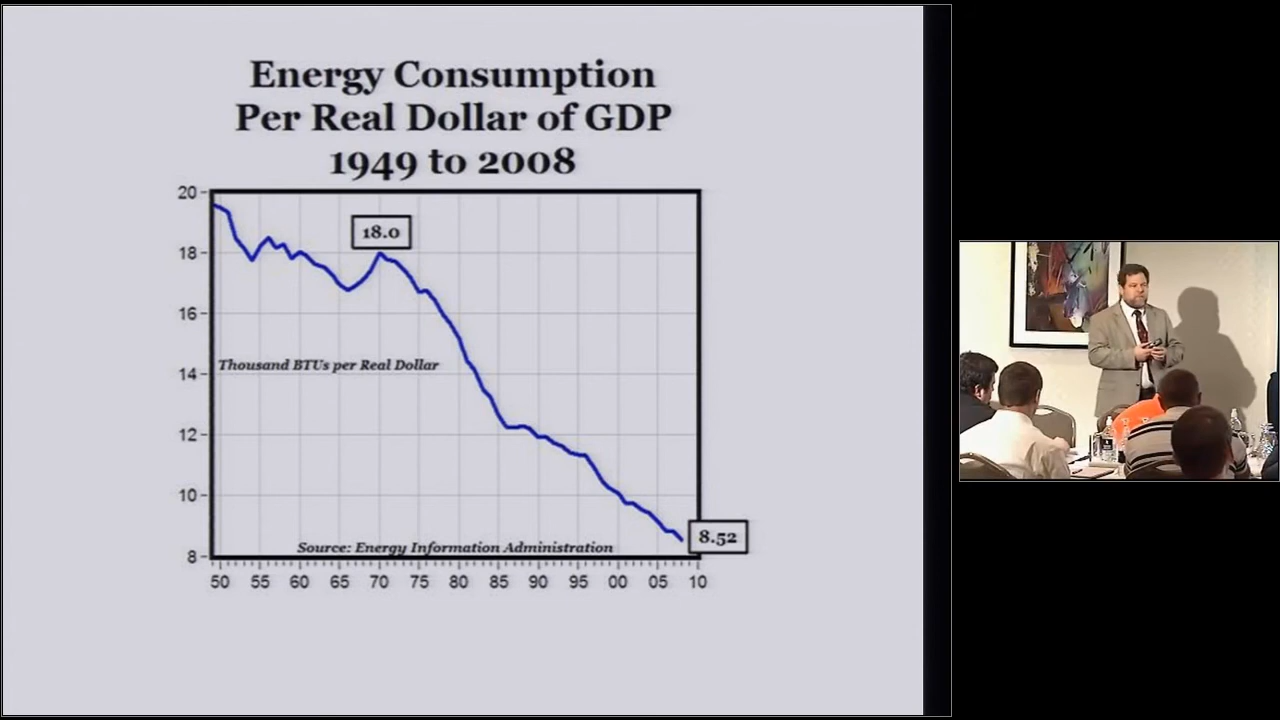 Energy Consumption
Per Real Dollar of GDP
1949 to 2008
20
18
16
14
12
10
8
18.0
Thousand BTUs per Real Dollar
8.52
Source: Energy Information Administration
50 55 60 65 70 75 80 85 90 95 00 05 10